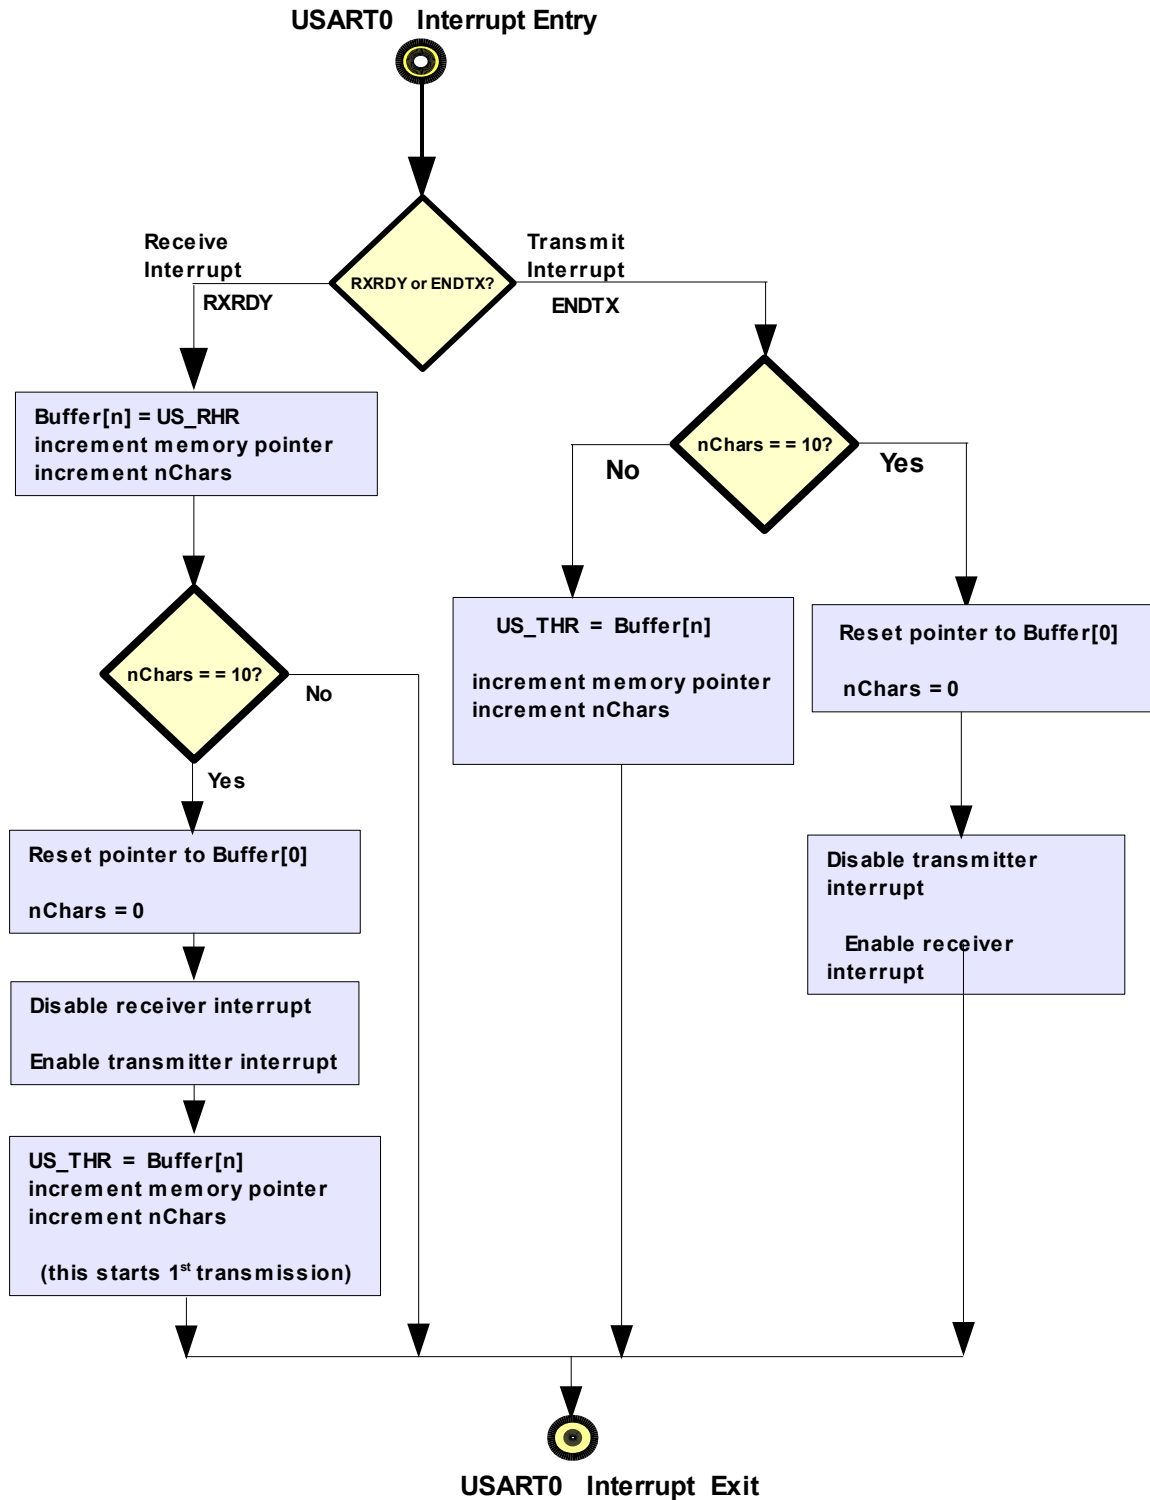 USART0 Interrupt Entry
Receive
Interrupt
RXRDY
RXRDY or ENDTX?
Transmit
Interrupt
ENDTX
Buffer[n] = US_RHR
increment memory pointer
increment nChars
nChars = = 10?
No
Yes
nChars = = 10?
No
Yes
US_THR = Buffer[n]
increment memory pointer
increment nChars
Reset pointer to Buffer[0]
nChars = 0
Reset pointer to Buffer[0]
nChars = 0
Disable transmitter
interrupt
Enable receiver
interrupt
Disable receiver interrupt
Enable transmitter interrupt
US_THR = Buffer[n]
increment memory pointer
increment nChars
(this starts 1st transmission)
USART0 Interrupt Exit